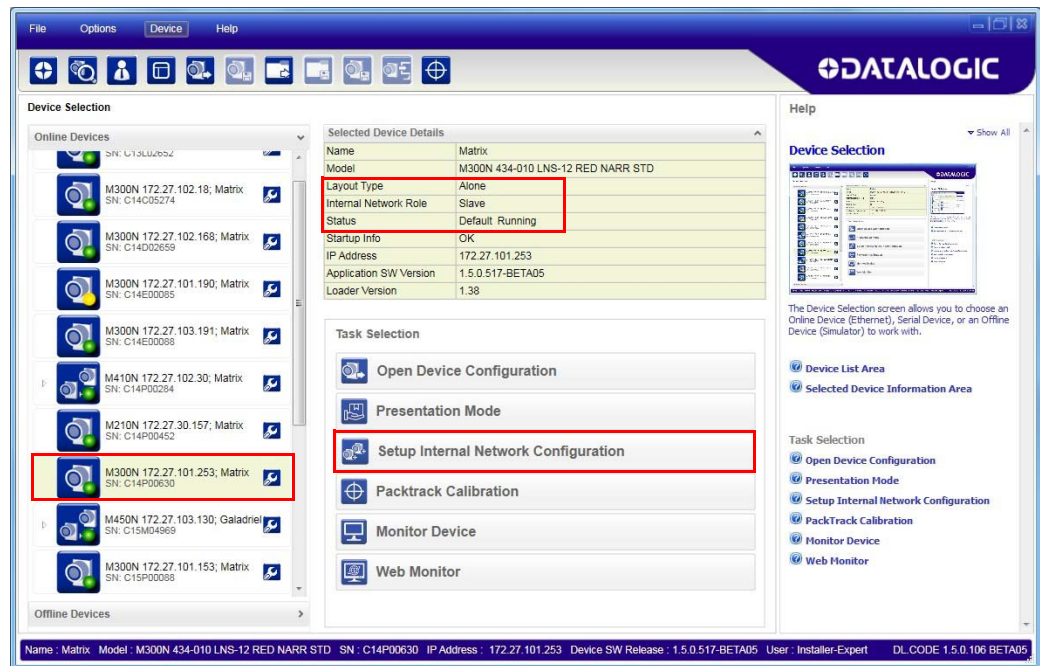 File Options Device Help
DATALOGIC
Device Selection
Online Devices
SN: C13L02652
M300N 172.27.102.18; Matrix
SN: C14C05274
M300N 172.27.102.168; Matrix
SN: C14D02659
M300N 172.27.101.190; Matrix
SN: C14E00085
M300N 172.27.103.191; Matrix
SN: C14E00088
M410N 172.27.102.30; Matrix
SN: C14P00284
M210N 172.27.30.157; Matrix
SN: C14P00452
M300N 172.27.101.253; Matrix
SN: C14P00630
M450N 172.27.103.130; Galadriel
SN: C15M04969
M300N 172.27.101.153; Matrix
SN: C15P00088
Offline Devices
Selected Device Details
Name Matrix
Model M300N 434-010 LNS-12 RED NARR STD
Layout Type Alone
Internal Network Role Slave
Status Default Running
Startup Info OK
IP Address 172.27.101.253
Application SW Version 1.5.0.517-BETA05
Loader Version 1.38
Task Selection
Open Device Configuration
Presentation Mode
Setup Internal Network Configuration
Packtrack Calibration
Monitor Device
Web Monitor
Help
Show All
Device Selection
The Device Selection screen allows you to choose an
Online Device (Ethernet), Serial Device, or an Offline
Device (Simulator) to work with.
Device List Area
Selected Device Information Area
Task Selection
Open Device Configuration
Presentation Mode
Setup Internal Network Configuration
PackTrack Calibration
Monitor Device
Web Monitor
Name : Matrix Model : M300N 434-010 LNS-12 RED NARR STD SN : C14P00630 IP Address : 172.27.101.253 Device SW Release : 1.5.0.517-BETA05 User : Installer-Expert DL.CODE 1.5.0.106 BETA05